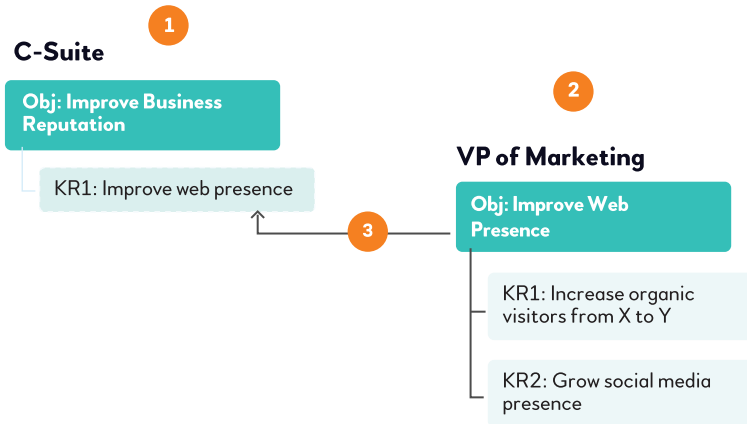 1
C-Suite
Obj: Improve Business
Reputation
KR1: Improve web presence
2
VP of Marketing
Obj: Improve Web
Presence
3
KR1: Increase organic
visitors from X to Y
KR2: Grow social media
presence